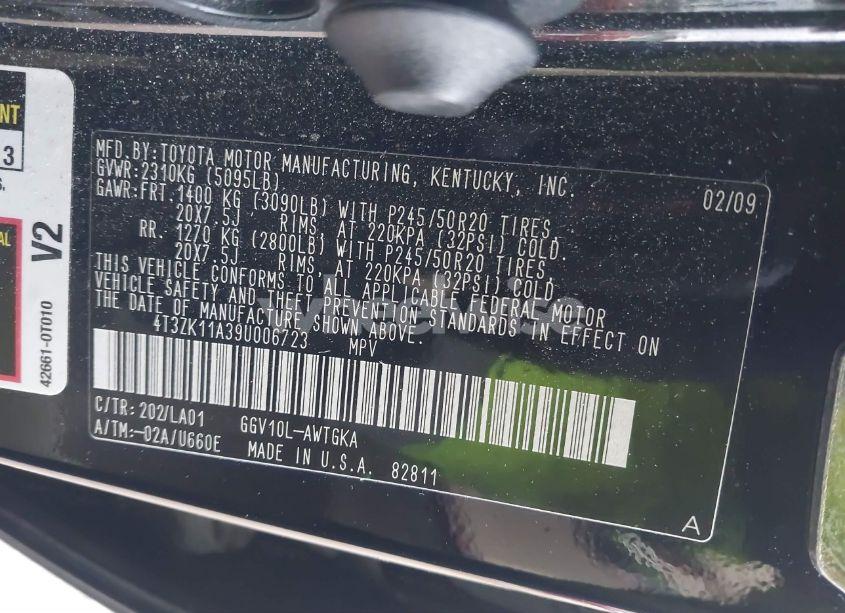 NT
3
S.
AL
V2
42661-0T010
MFD.BY:TOYOTA MOTOR MANUFACTURING, KENTUCKY, INC. 02/09
GVWR:2310KG (5095LB)
GAWR:FRT.1400 KG (3090LB) WITH P245/50R20 TIRES,
20X7.5J RIMS, AT 220KPA (32PSI) COLD.
RR. 1270 KG (2800LB) WITH P245/50R20 TIRES,
20X7.5J RIMS, AT 220KPA (32PSI) COLD.
THIS VEHICLE CONFORMS TO ALL APPLICABLE FEDERAL MOTOR
VEHICLE SAFETY AND THEFT PREVENTION STANDARDS IN EFFECT ON
THE DATE OF MANUFACTURE SHOWN ABOVE.
4T3ZK11A39U006723 MPV
C/TR:202/LA01 GGV10L-AWTGKA
A/TM:-02A/U660E MADE IN U.S.A. 82811
A